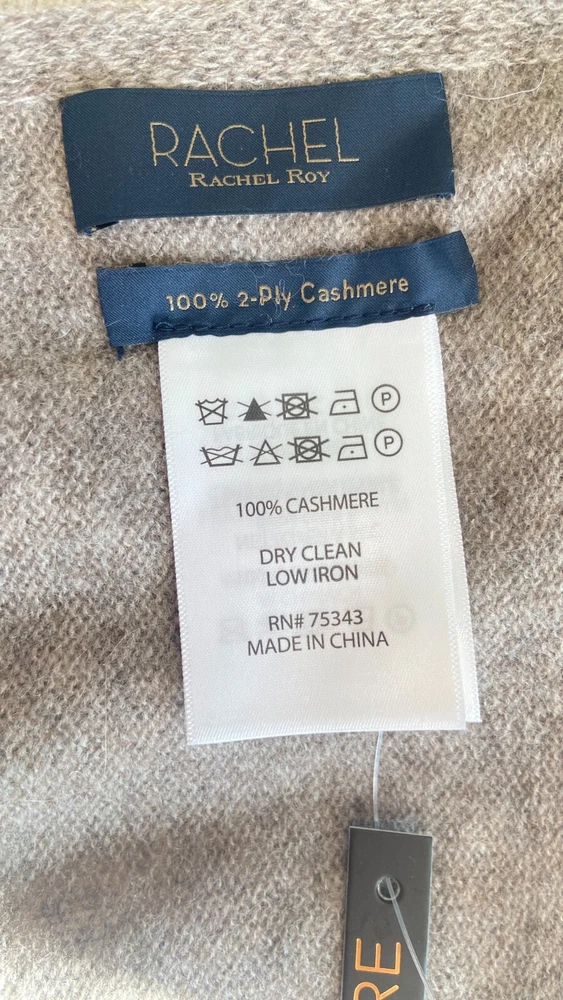 RACHEL
RACHEL ROY
100% 2-Ply Cashmere
P
P
100% CASHMERE
DRY CLEAN
LOW IRON
RN# 75343
MADE IN CHINA
RE